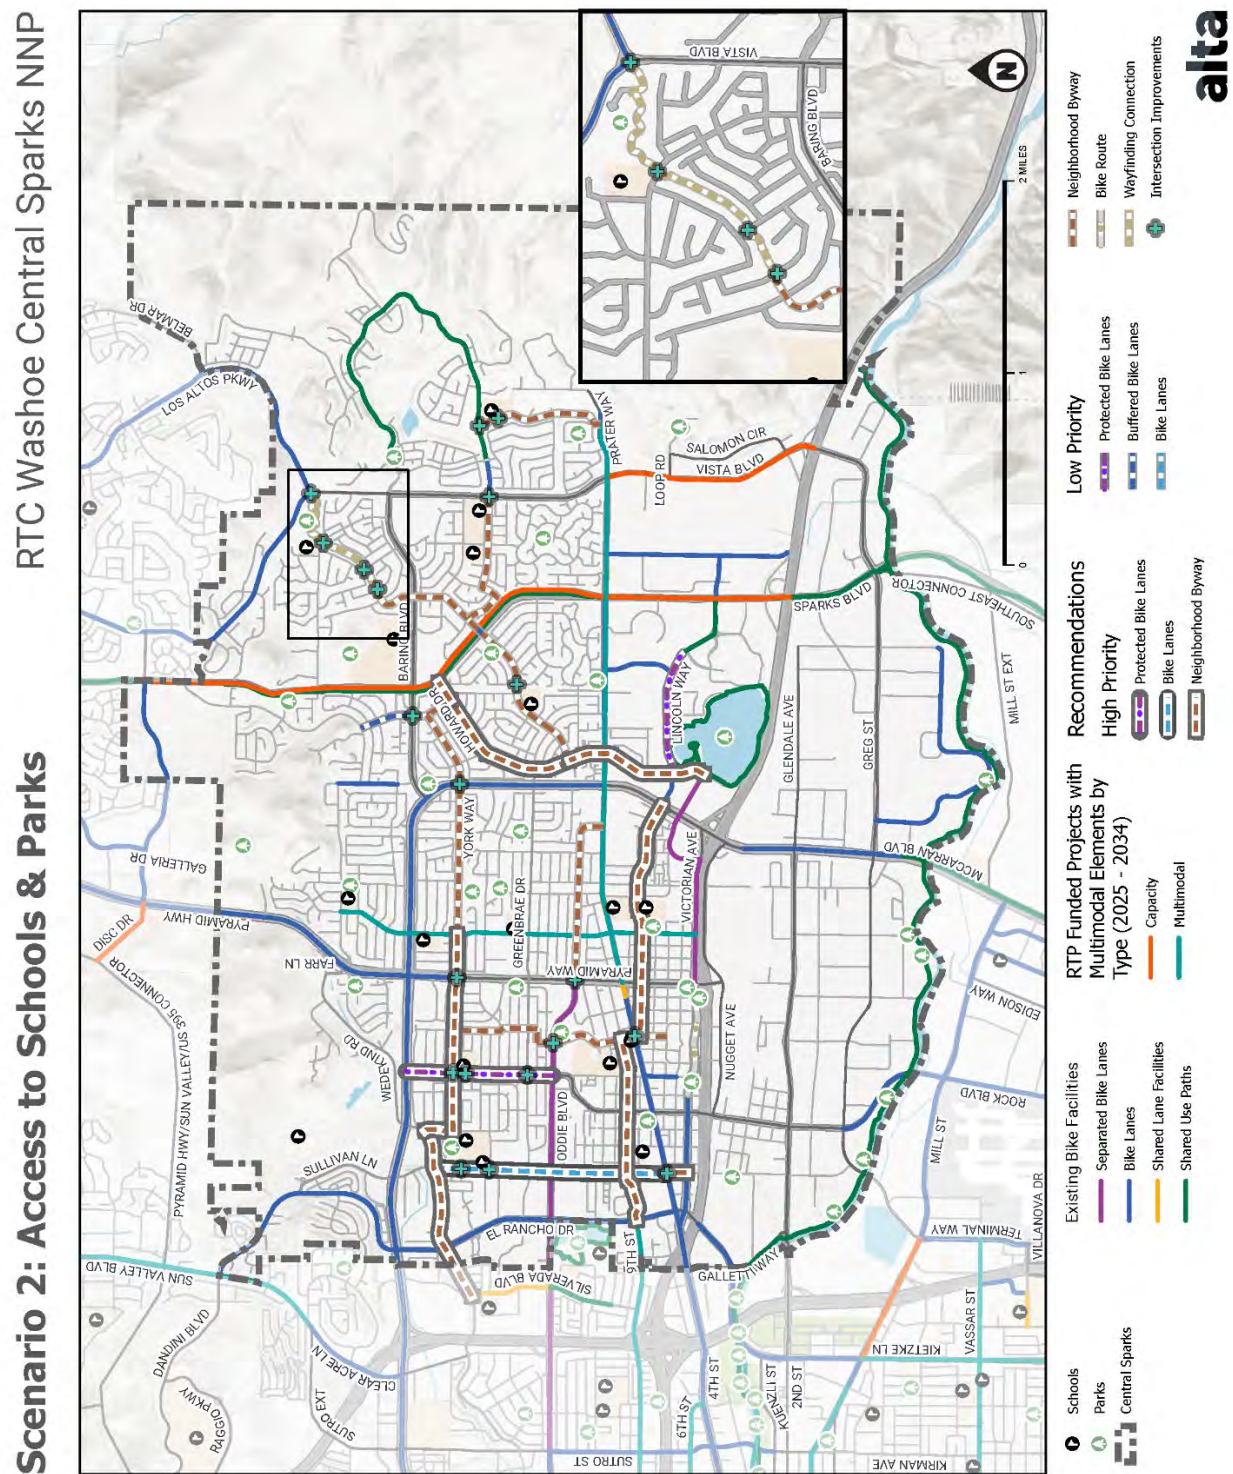 Scenario 2: Access to Schools & Parks
RTC Washoe Central Sparks NNP
VISTA BLVD
BARING BLVD
N
2 MILES
1
0
BELMAR DR
LOS ALTOS PKWY
GALLERIA DR
DISC DR
PYRAMID HWY
FARR LN
395 CONNECTOR
PYRAMID HWY/SUN VALLEY/US
WEDEKIND RD
SULLIVAN LN
SUN VALLEY BLVD
DANDINI BLVD
RAGGIO PKWY
CLEAR ACRE LN
SUTRO EXT
BARING BLVD
HOWARD DR
YORK WAY
GREENBRAE DR
PYRAMID WAY
ODDIE BLVD
EL RANCHO DR
SILVERADA BLVD
9TH ST
PRATER WAY
LOOP RD
SALOMON CIR
VISTA BLVD
LINCOLN WAY
VICTORIAN AVE
NUGGET AVE
GLENDALE AVE
GREG ST
SPARKS BLVD
SOUTHEAST CONNECTOR
MILL ST EXT
MCCARRAN BLVD
EDISON WAY
ROCK BLVD
MILL ST
TERMINAL WAY
VILLANOVA DR
GALLETTI WAY
VASSAR ST
KIETZKE LN
4TH ST
KUENZLI ST
2ND ST
6TH ST
SUTRO ST
KIRMAN AVE
Schools
Parks
Central Sparks
Existing Bike Facilities
Separated Bike Lanes
Bike Lanes
Shared Lane Facilities
Shared Use Paths
RTP Funded Projects with
Multimodal Elements by
Type (2025 - 2034)
Capacity
Multimodal
Recommendations
High Priority
Protected Bike Lanes
Bike Lanes
Neighborhood Byway
Low Priority
Protected Bike Lanes
Buffered Bike Lanes
Bike Lanes
Neighborhood Byway
Bike Route
Wayfinding Connection
Intersection Improvements
alta